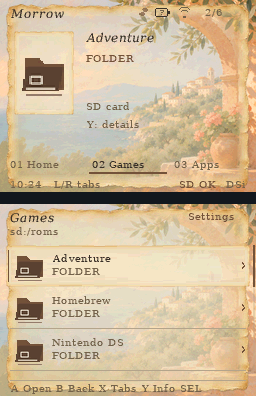 Morrow
2/6
Adventure
FOLDER
SD card
Y: details
01 Home 02 Games 03 Apps
10:24 L/R tabs SD OK DSi
Games Settings
sd:/roms
Adventure
FOLDER
Homebrew
FOLDER
Nintendo DS
FOLDER
A Open B Back X Tabs Y Info SEL